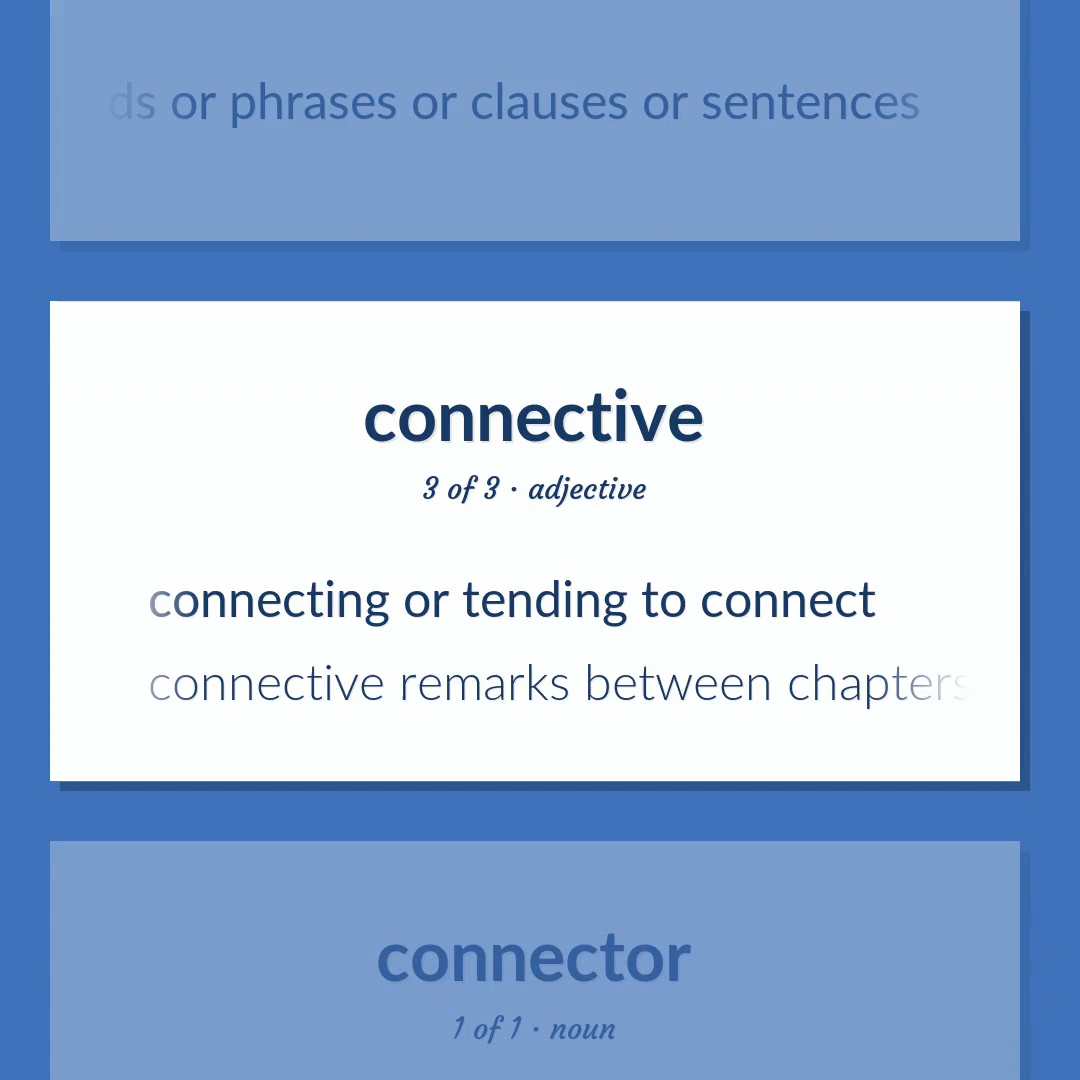 ds or phrases or clauses or sentences
connective
3 of 3 · adjective
connecting or tending to connect
connective remarks between chapters
connector
1 of 1 · noun